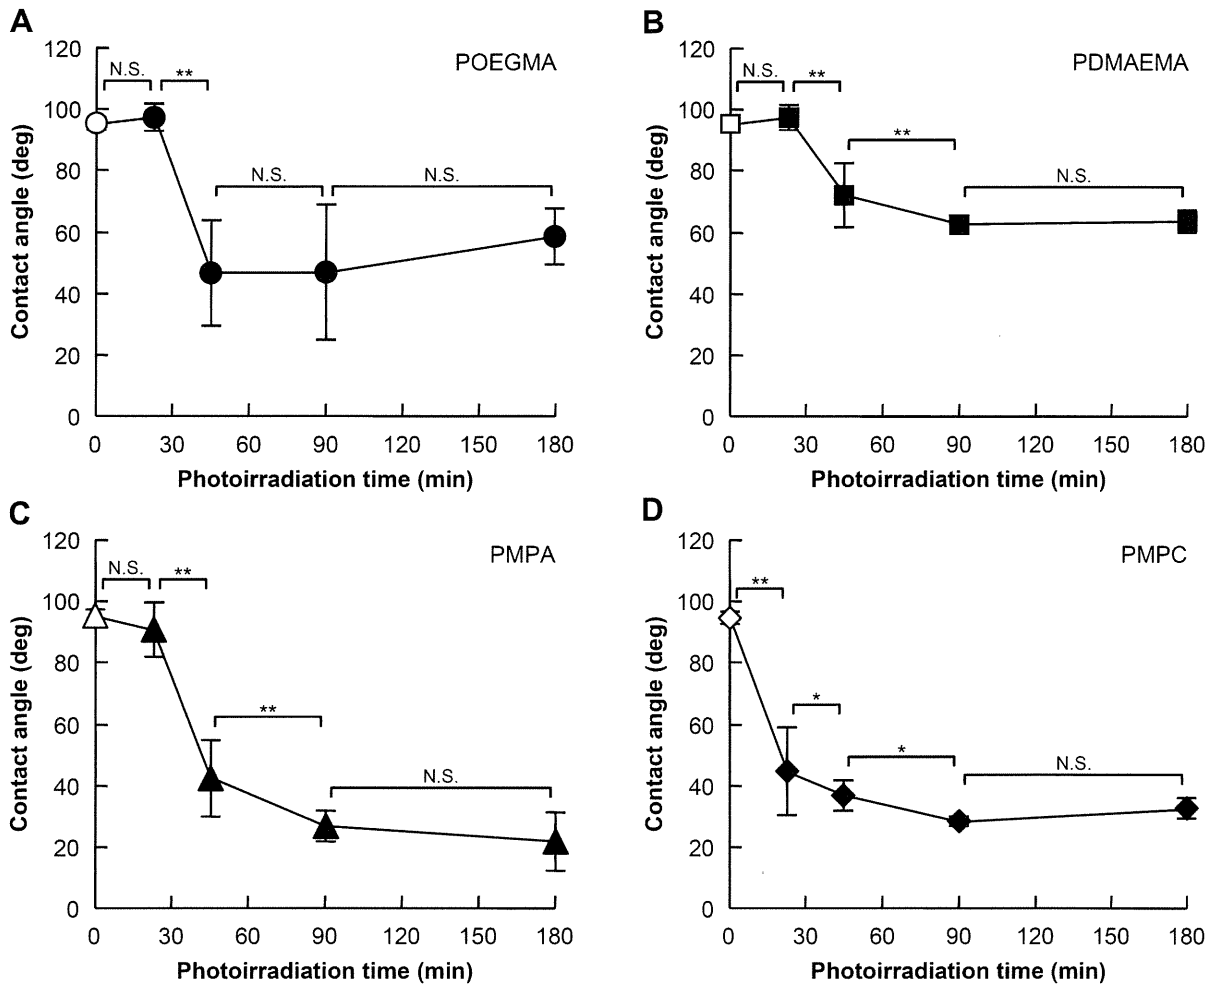 A
POEGMA
N.S. **
N.S. N.S.
Contact angle (deg)
120
100
80
60
40
20
0
0 30 60 90 120 150 180
Photoirradiation time (min)
B
PDMAEMA
N.S. **
**
N.S.
Contact angle (deg)
120
100
80
60
40
20
0
0 30 60 90 120 150 180
Photoirradiation time (min)
C
PMPA
N.S. **
**
N.S.
Contact angle (deg)
120
100
80
60
40
20
0
0 30 60 90 120 150 180
Photoirradiation time (min)
D
PMPC
**
*
*
N.S.
Contact angle (deg)
120
100
80
60
40
20
0
0 30 60 90 120 150 180
Photoirradiation time (min)